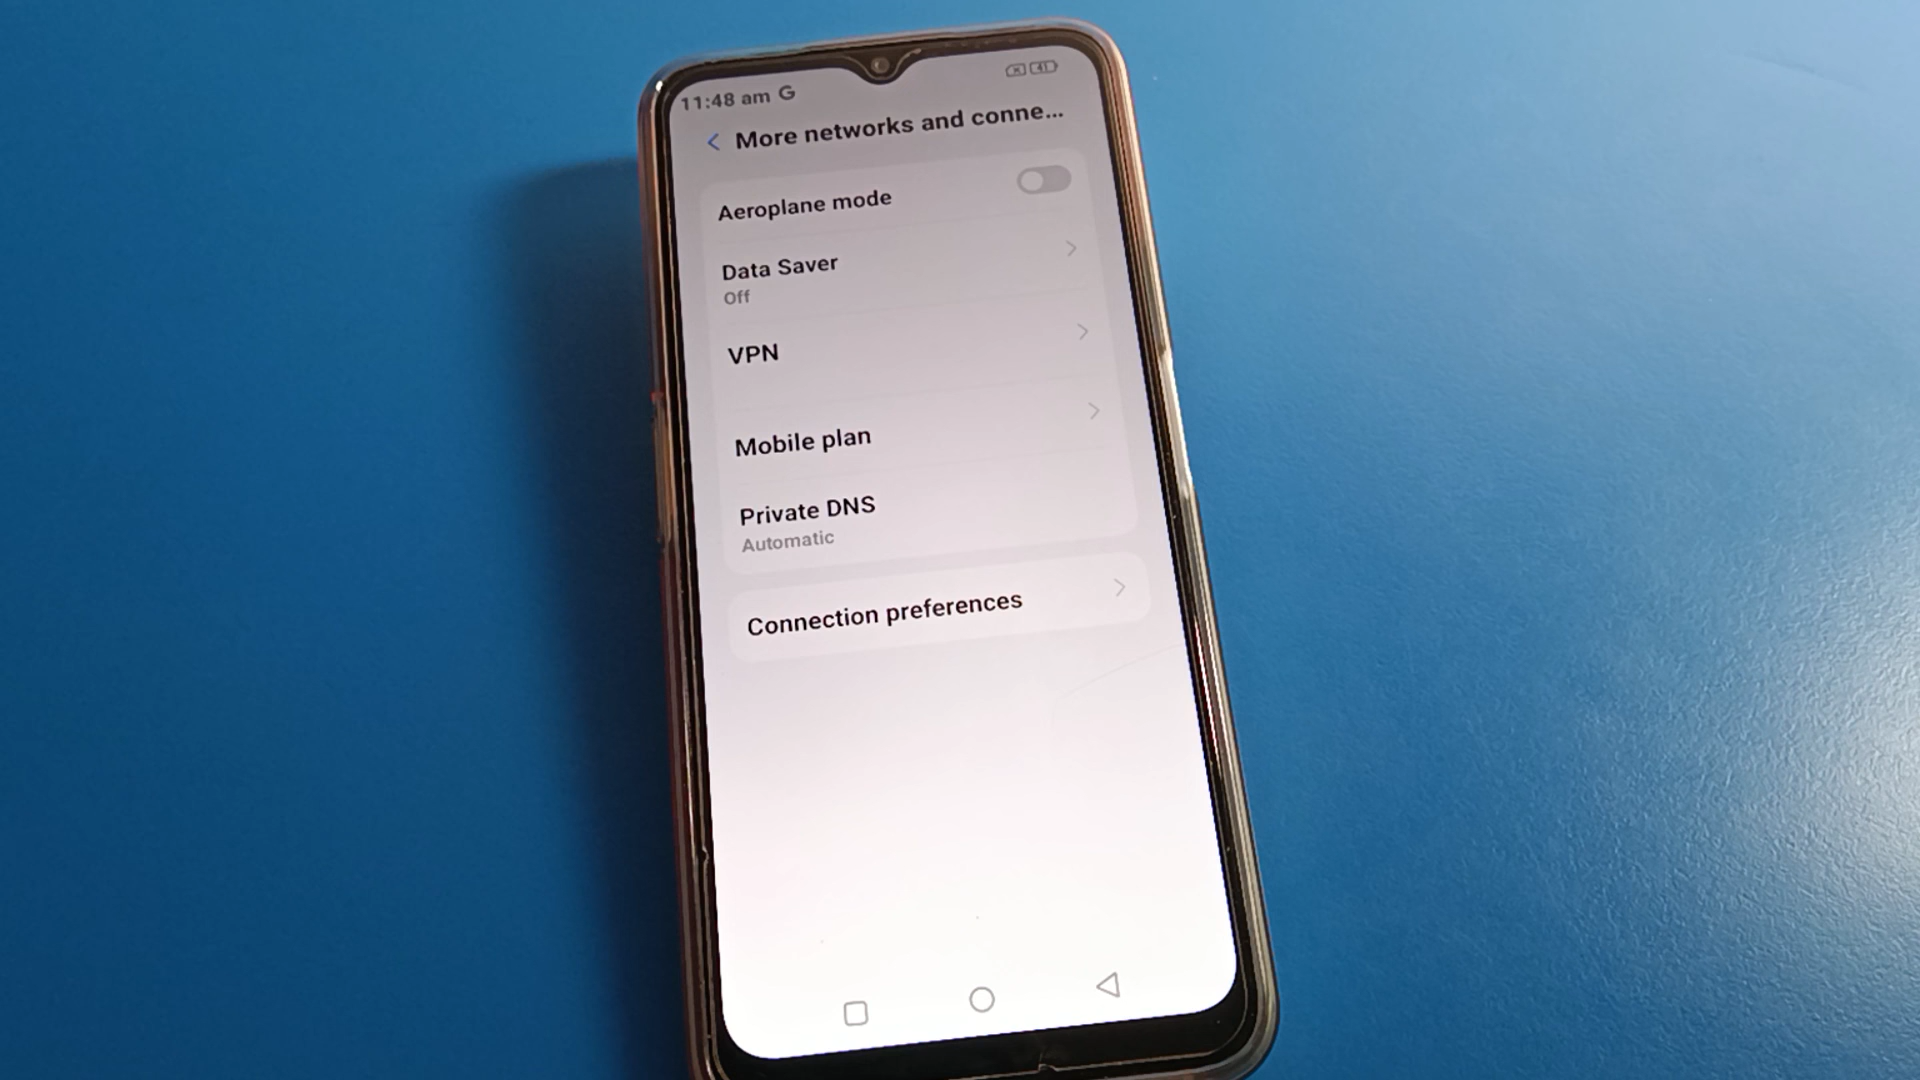 11:48 am G
41
More networks and conne...
Aeroplane mode
Data Saver
Off
VPN
Mobile plan
Private DNS
Automatic
Connection preferences